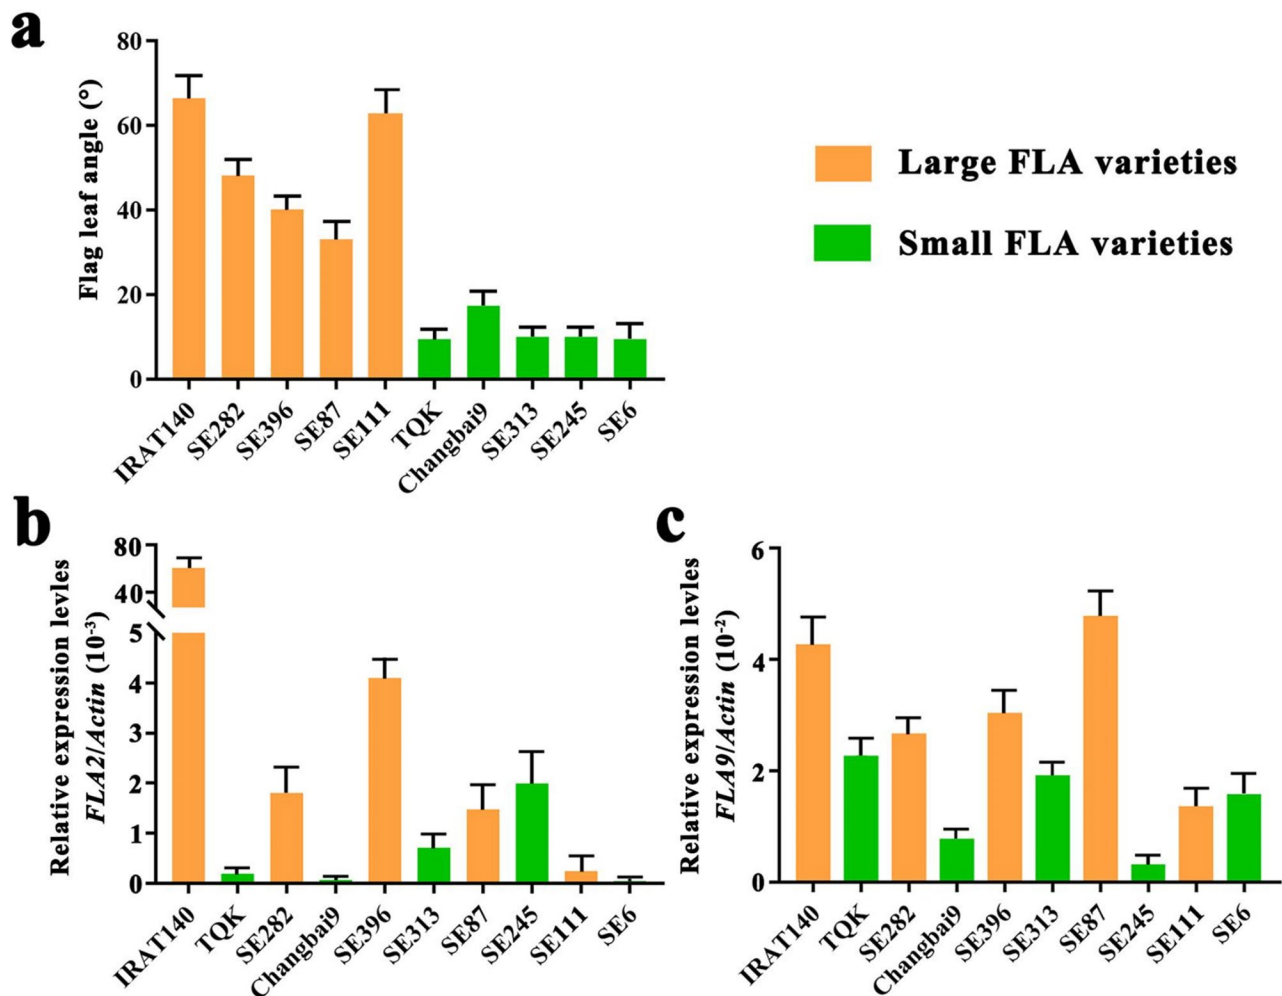 a
80
60
40
20
0
Flag leaf angle (°)
IRAT140
SE282
SE396
SE87
SE111
TQK
Changbai9
SE313
SE245
SE6
Large FLA varieties
Small FLA varieties
b
80
40
5
4
3
2
1
0
Relative expression levles
FLA2/Actin (10⁻³)
IRAT140
TQK
SE282
Changbai9
SE396
SE313
SE87
SE245
SE111
SE6
c
6
4
2
0
Relative expression levels
FLA9/Actin (10⁻²)
IRAT140
TQK
SE282
Changbai9
SE396
SE313
SE87
SE245
SE111
SE6